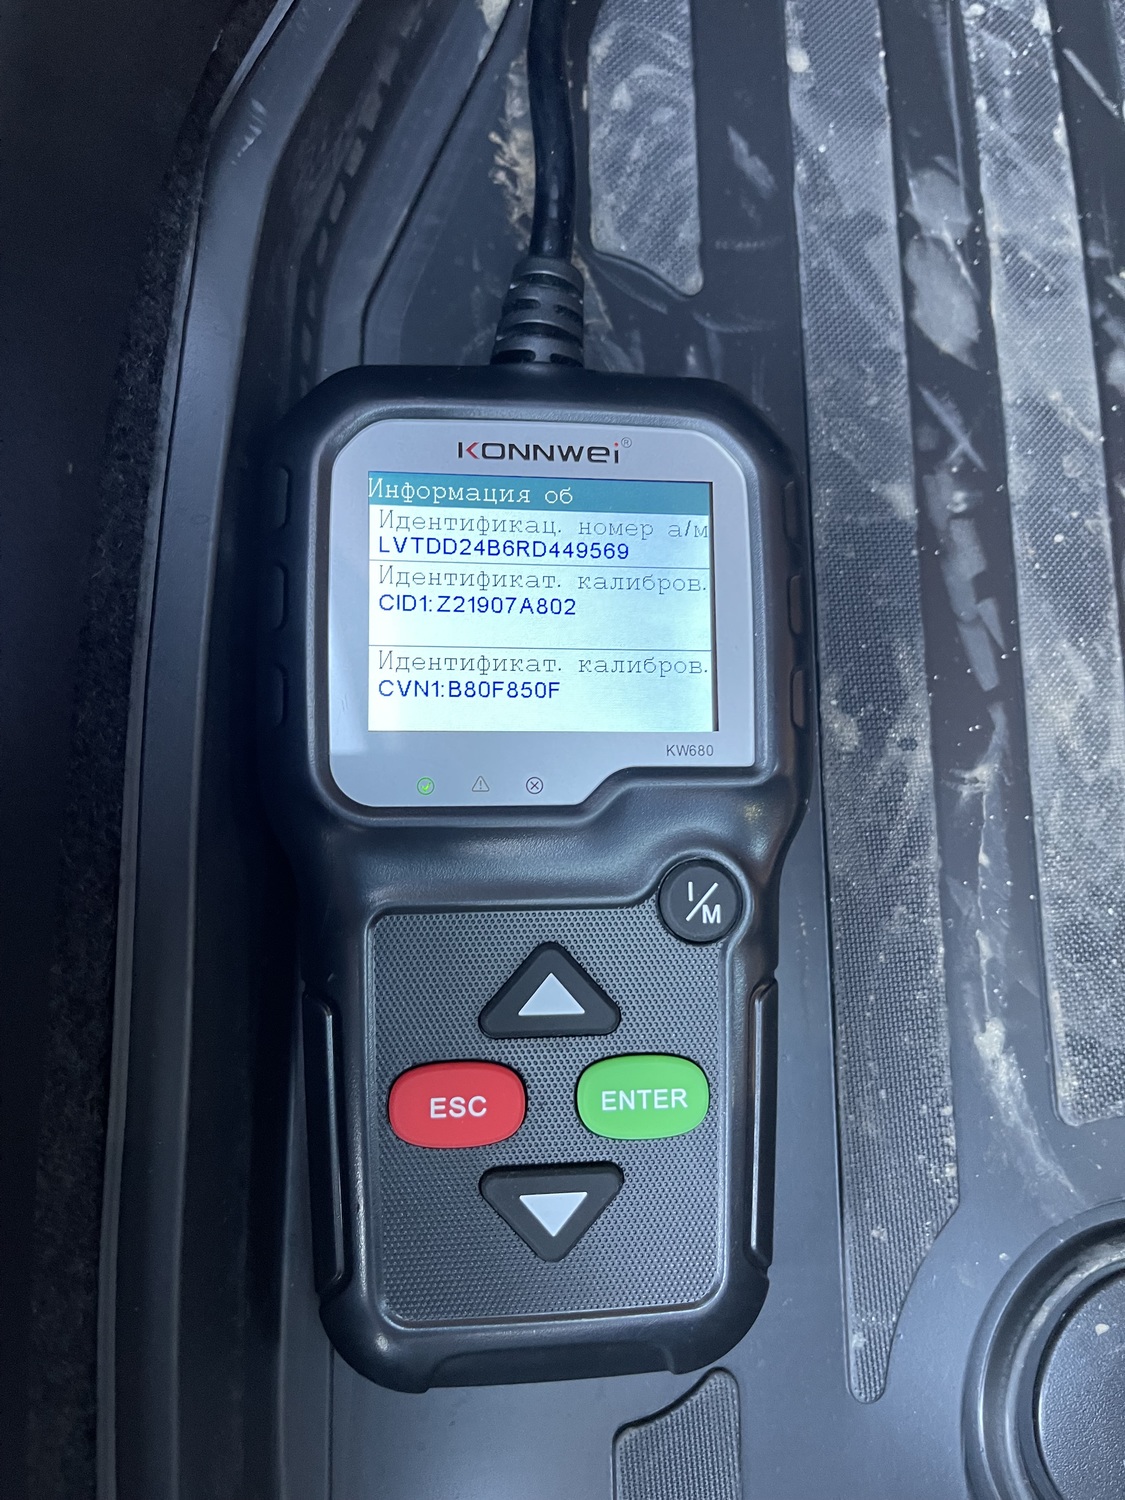 KONNWEI®
Информация об
Идентификац. номер а/м
LVTDD24B6RD449569
Идентификат. калибров.
CID1:Z21907A802
Идентификат. калибров.
CVN1:B80F850F
KW680
I/M
ESC
ENTER